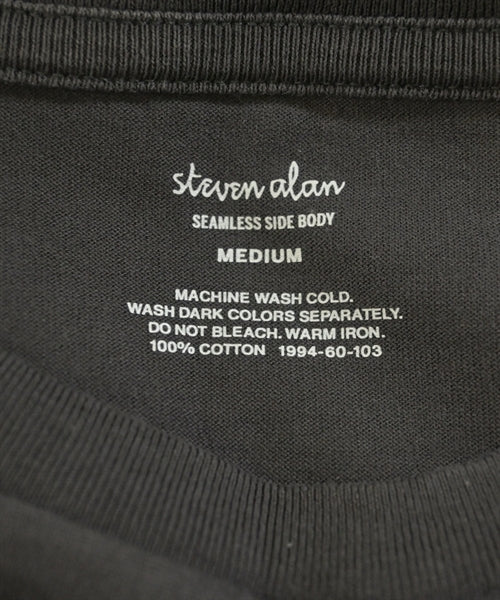 steven alan
SEAMLESS SIDE BODY
MEDIUM
MACHINE WASH COLD.
WASH DARK COLORS SEPARATELY.
DO NOT BLEACH. WARM IRON.
100% COTTON 1994-60-103